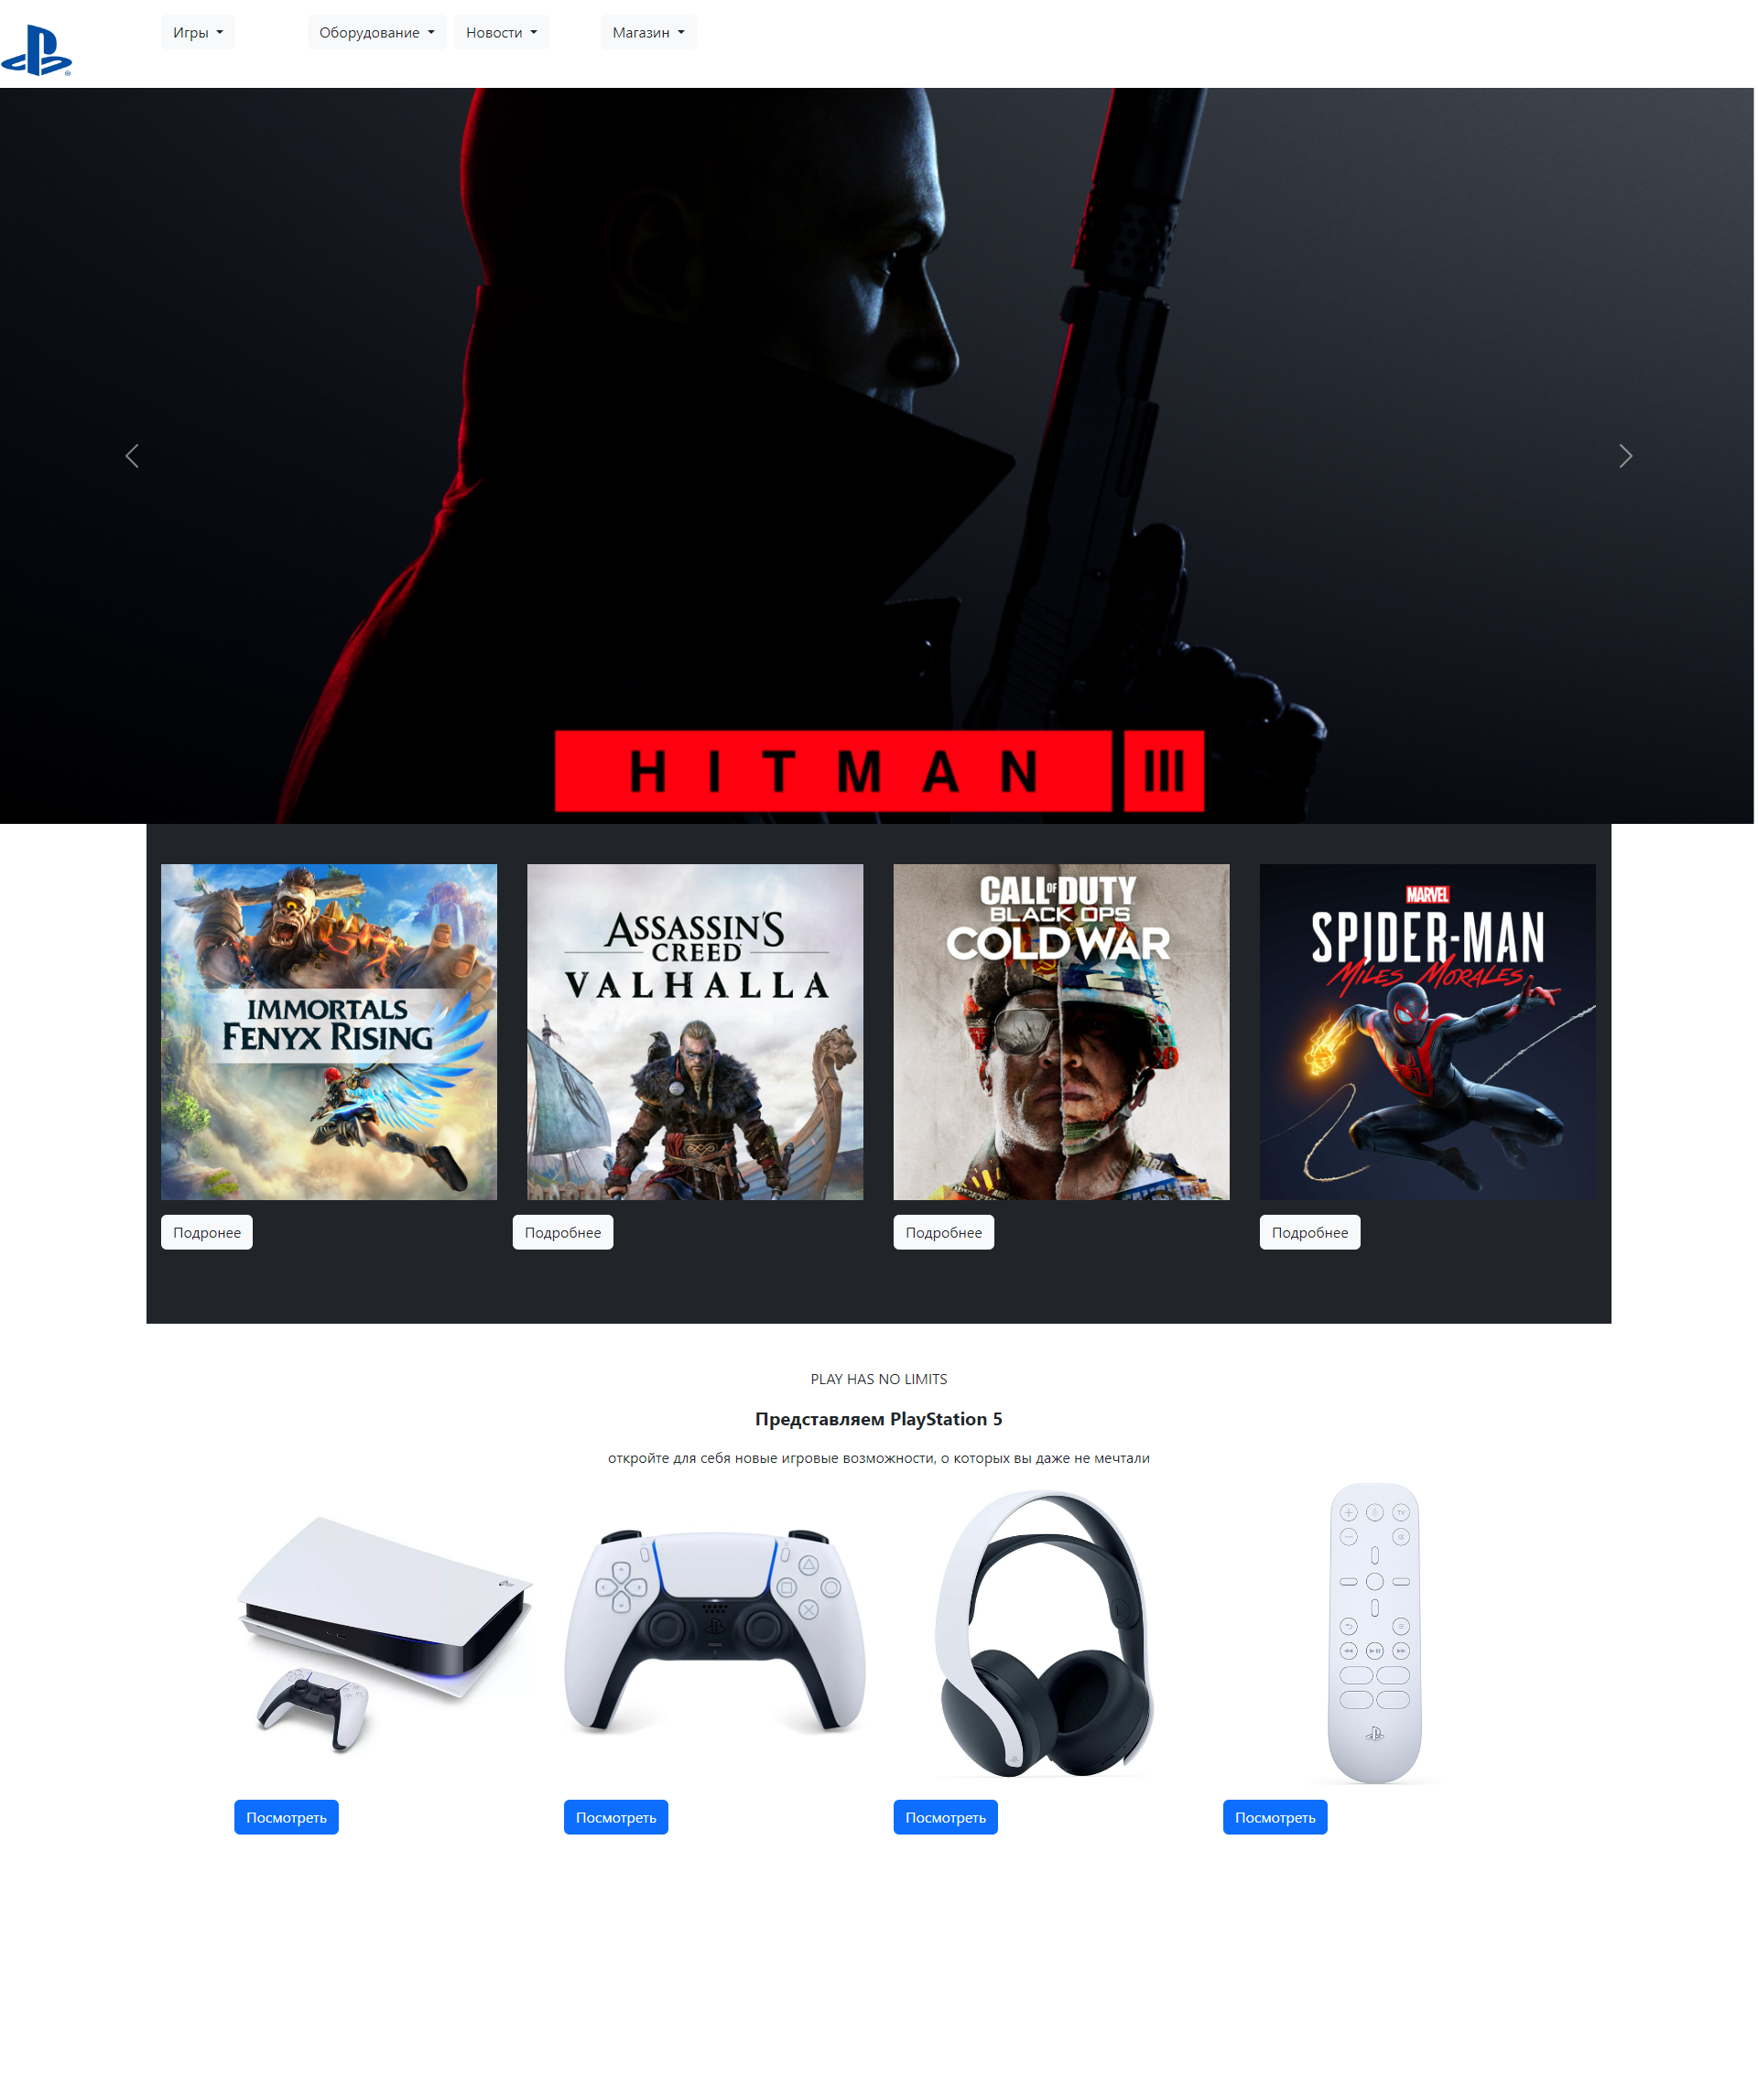 Игры
Оборудование
Новости
Магазин
HITMAN III
IMMORTALS
FENYX RISING
ASSASSIN'S
CREED
VALHALLA
CALL OF DUTY
BLACK OPS
COLD WAR
MARVEL
SPIDER-MAN
MILES MORALES
Подронее
Подробнее
Подробнее
Подробнее
PLAY HAS NO LIMITS
Представляем PlayStation 5
откройте для себя новые игровые возможности, о которых вы даже не мечтали
TV
Посмотреть
Посмотреть
Посмотреть
Посмотреть